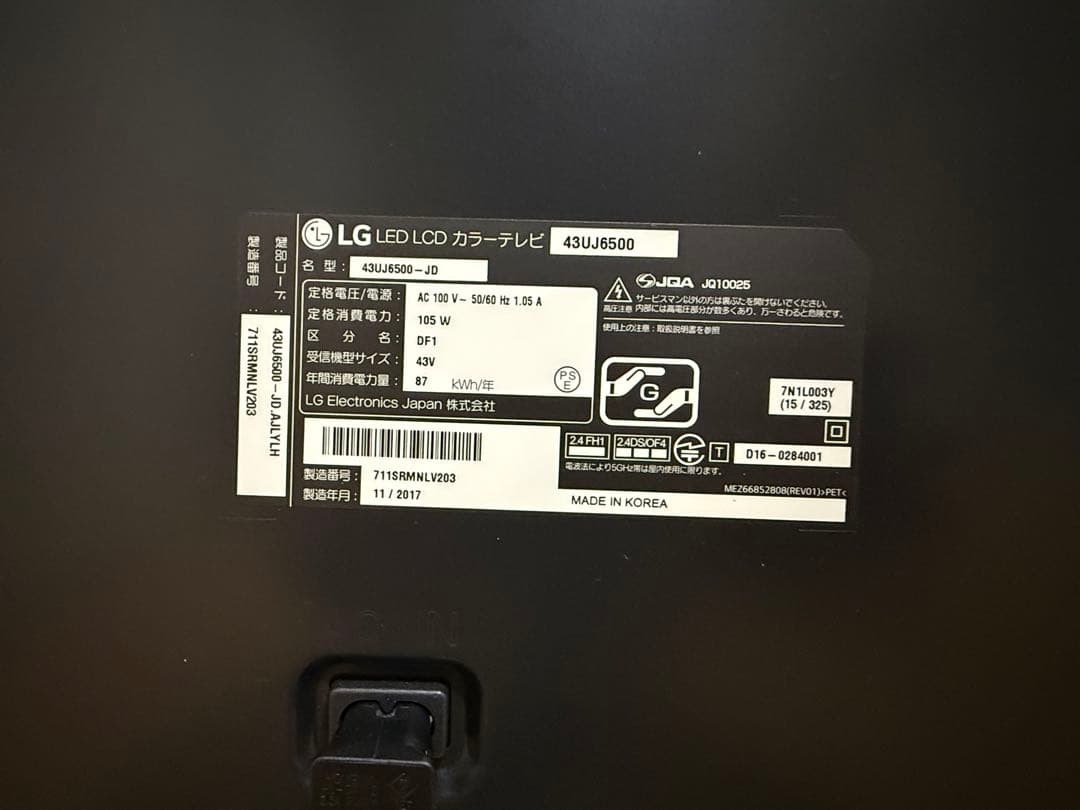 LG LED LCD カラーテレビ 43UJ6500
名 型： 43UJ6500-JD
定格電圧/電源： AC 100 V~ 50/60 Hz 1.05 A
定格消費電力： 105 W
区 分 名： DF1
受信機型サイズ： 43V
年間消費電力量： 87 kWh/年
PS
E
LG Electronics Japan 株式会社
JQA JQ10025
高圧注意
サービスマン以外の方は裏ぶたを開けないでください。
内部には高電圧部分が数多くあり、万一さわると危険です。
使用上の注意：取扱説明書を参照
G
7N1L003Y
(15 / 325)
2.4 FH1 2.4DS/OF4
T D16-0284001
電波法により5GHz帯は屋内使用に限ります。
MEZ66852808(REV01)>PET<
製造番号： 711SRMNLV203
製造年月： 11 / 2017
MADE IN KOREA
製品コード： 43UJ6500-JD.AJLYLH
製造番号： 711SRMNLV203